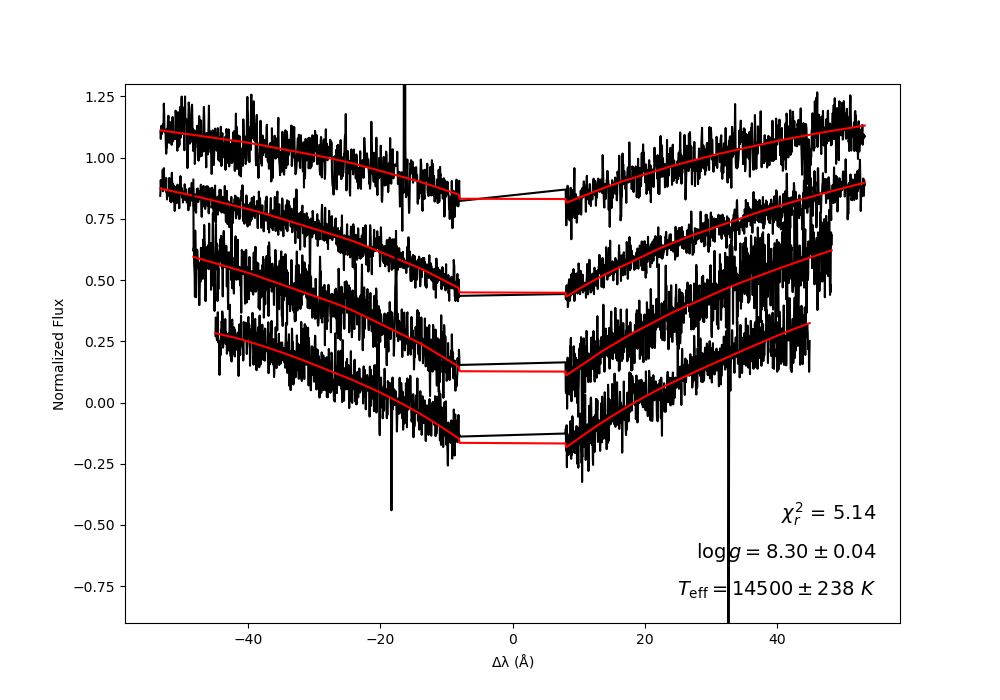 1.25
1.00
0.75
0.50
0.25
0.00
−0.25
−0.50
−0.75
Normalized Flux
χ²ᵣ = 5.14
log g = 8.30 ± 0.04
T_eff = 14500 ± 238 K
−40 −20 0 20 40
Δλ (Å)